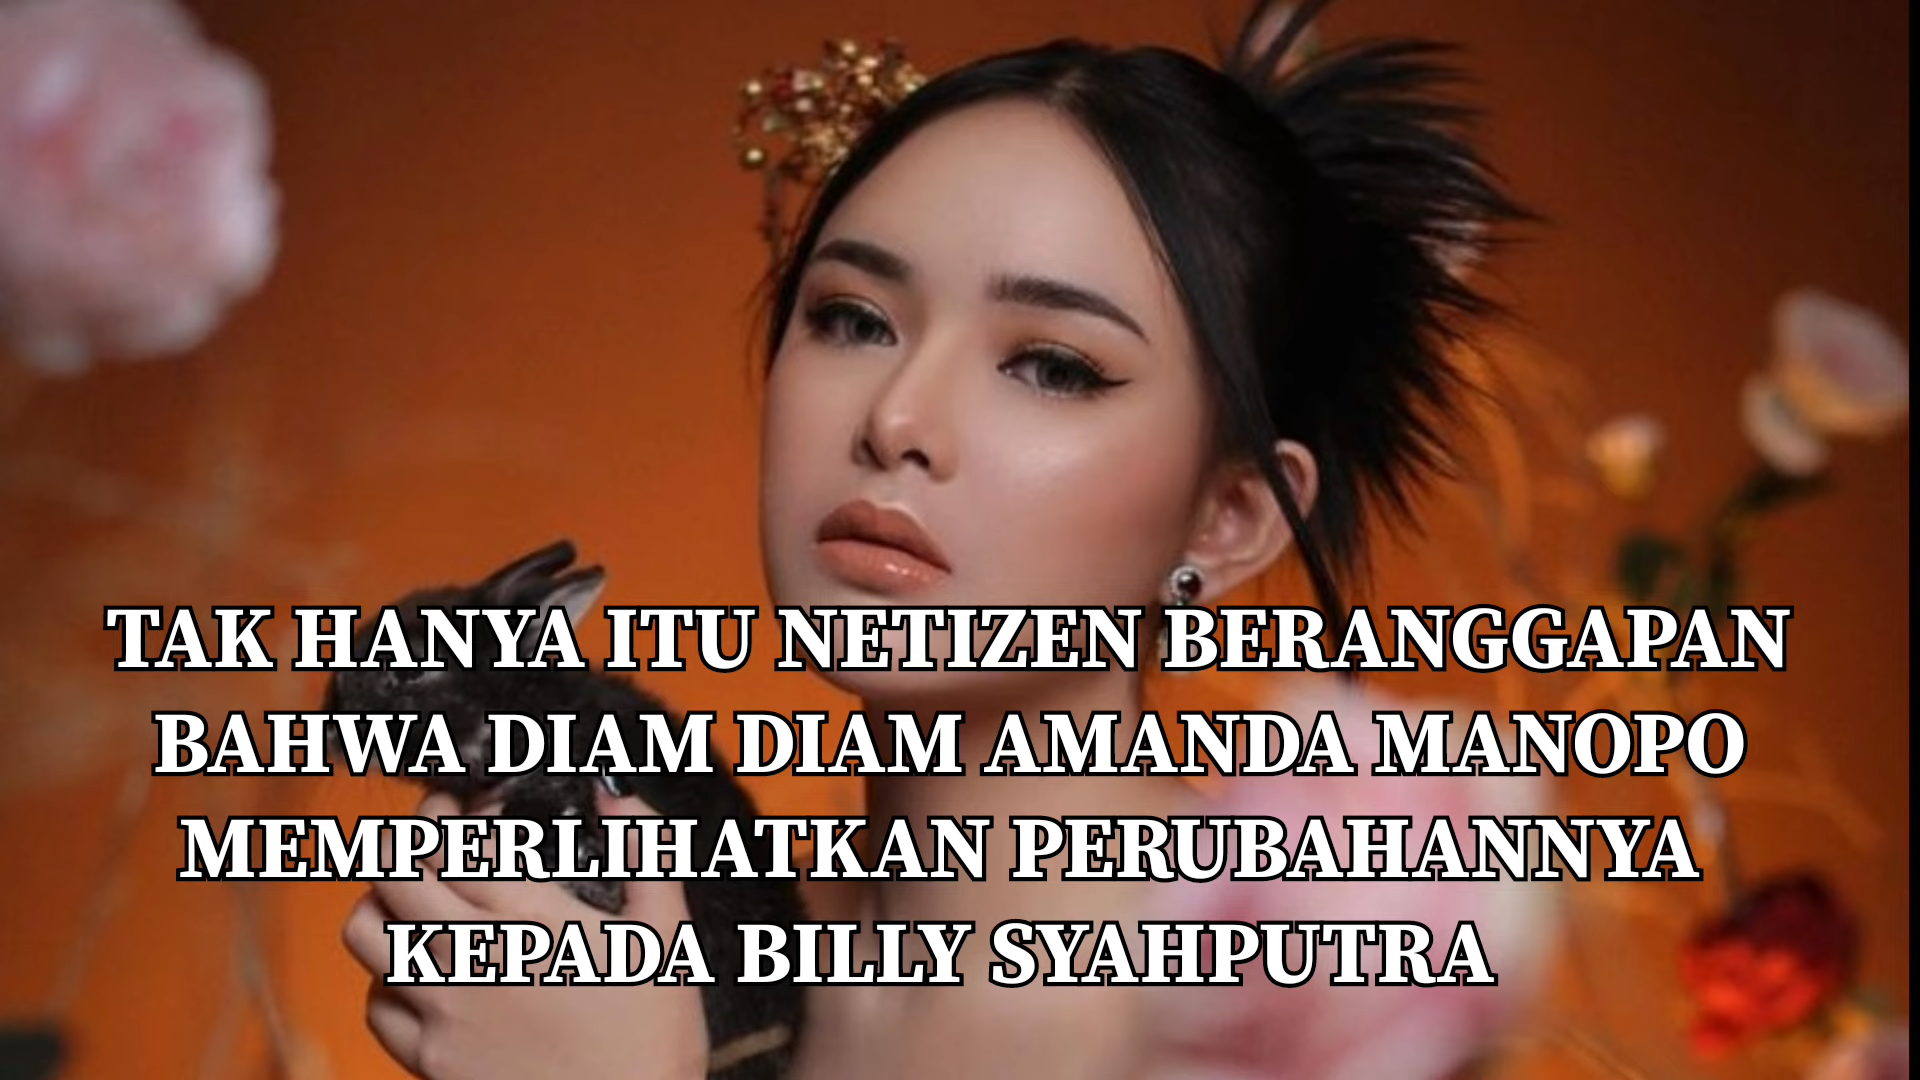 TAK HANYA ITU NETIZEN BERANGGAPAN
BAHWA DIAM DIAM AMANDA MANOPO
MEMPERLIHATKAN PERUBAHANNYA
KEPADA BILLY SYAHPUTRA